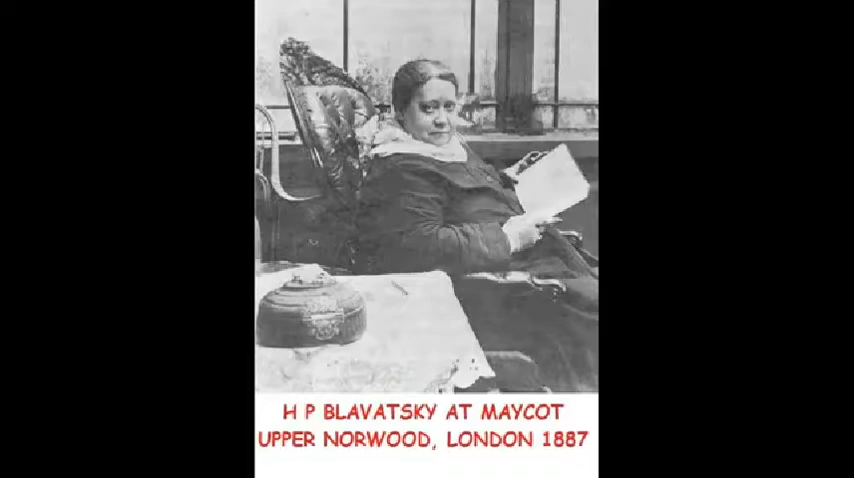 H P BLAVATSKY AT MAYCOT
UPPER NORWOOD, LONDON 1887